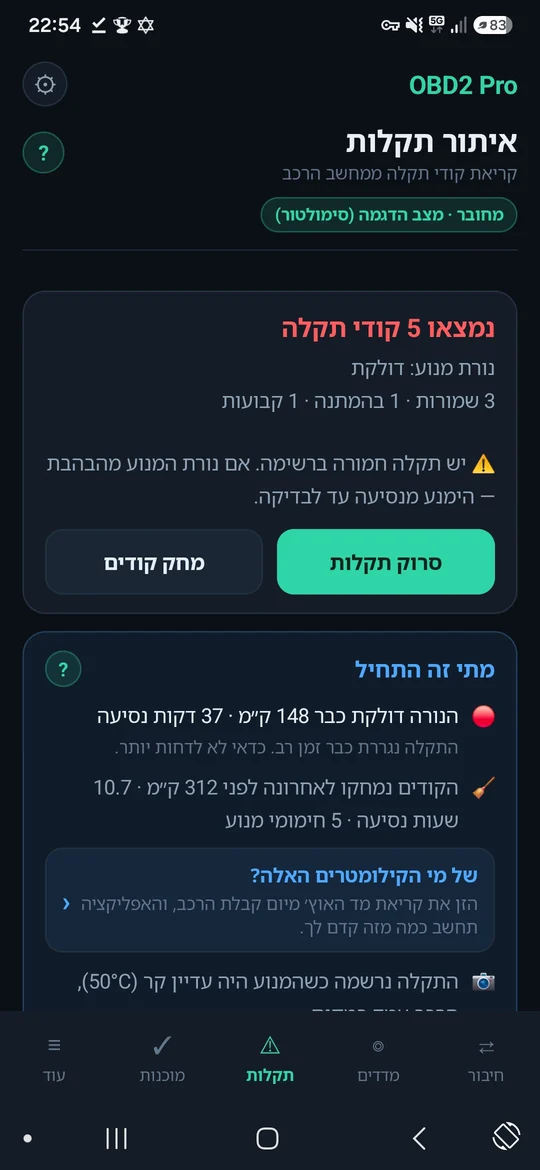 22:54
5G
83
OBD2 Pro
איתור תקלות
?
קריאת קודי תקלה ממחשב הרכב
מחובר · מצב הדגמה (סימולטור)
נמצאו 5 קודי תקלה
נורת מנוע: דולקת
3 שמורות · 1 בהמתנה · 1 קבועות
⚠️ יש תקלה חמורה ברשימה. אם נורת המנוע מהבהבת
— הימנע מנסיעה עד לבדיקה.
סרוק תקלות
מחק קודים
מתי זה התחיל
?
הנורה דולקת כבר 148 ק״מ · 37 דקות נסיעה
התקלה נגררת כבר זמן רב. כדאי לא לדחות יותר.
הקודים נמחקו לאחרונה לפני 312 ק״מ · 10.7
שעות נסיעה · 5 חימומי מנוע
של מי הקילומטרים האלה?
הזן את קריאת מד האוץ׳ מיום קבלת הרכב, והאפליקציה
תחשב כמה מזה קדם לך.
התקלה נרשמה כשהמנוע היה עדיין קר (50°C),
חיבור
מדדים
תקלות
מוכנות
עוד